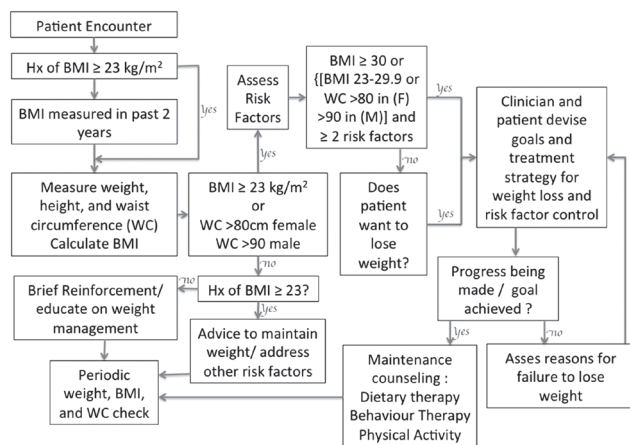 Patient Encounter
Hx of BMI ≥ 23 kg/m²
Yes
BMI measured in past 2
years
Measure weight,
height, and waist
circumference (WC)
Calculate BMI
Assess
Risk
Factors
Yes
BMI ≥ 23 kg/m²
or
WC >80cm female
WC >90 male
no
BMI ≥ 30 or
{[BMI 23-29.9 or
WC >80 in (F)
>90 in (M)] and
≥ 2 risk factors
Yes
no
Does
patient
want to
lose
weight?
Yes
Clinician and
patient devise
goals and
treatment
strategy for
weight loss and
risk factor control
Hx of BMI ≥ 23?
no
Yes
Brief Reinforcement/
educate on weight
management
Advice to maintain
weight/ address
other risk factors
Periodic
weight, BMI,
and WC check
Progress being
made / goal
achieved ?
Yes
no
Maintenance
counseling :
Dietary therapy
Behaviour Therapy
Physical Activity
Asses reasons for
failure to lose
weight